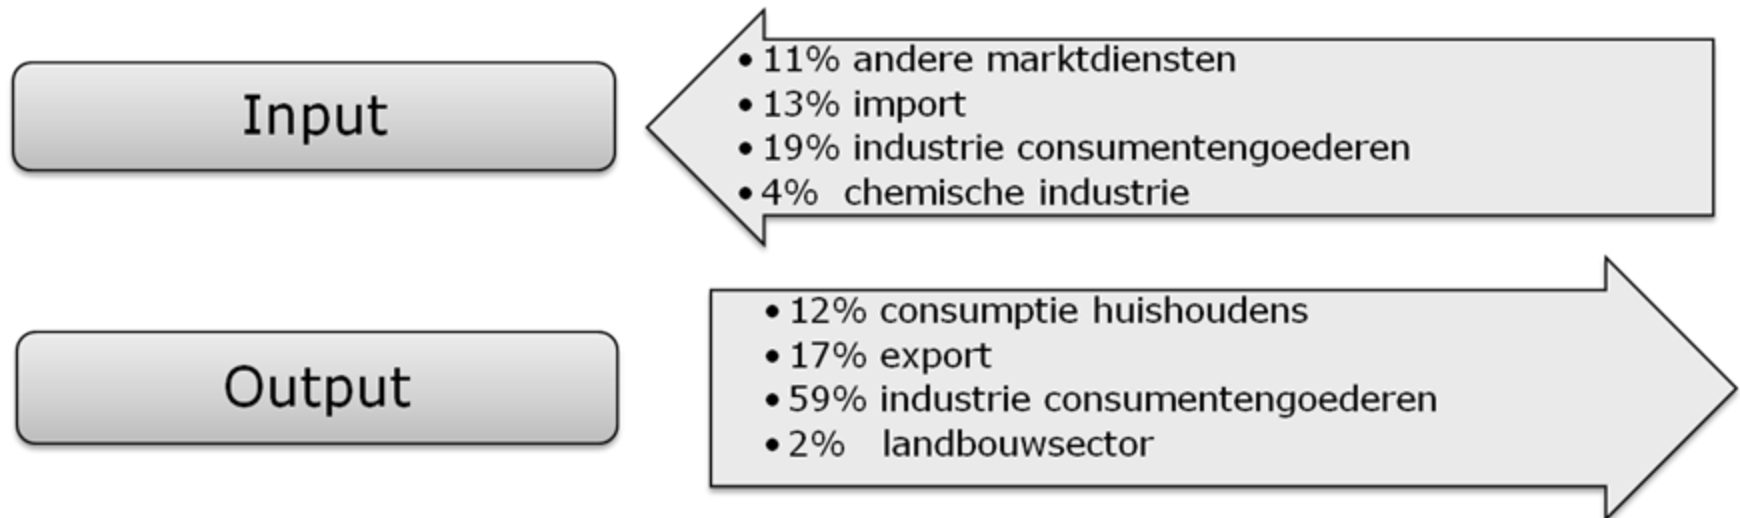 Input
• 11% andere marktdiensten
• 13% import
• 19% industrie consumentengoederen
• 4% chemische industrie
Output
• 12% consumptie huishoudens
• 17% export
• 59% industrie consumentengoederen
• 2% landbouwsector